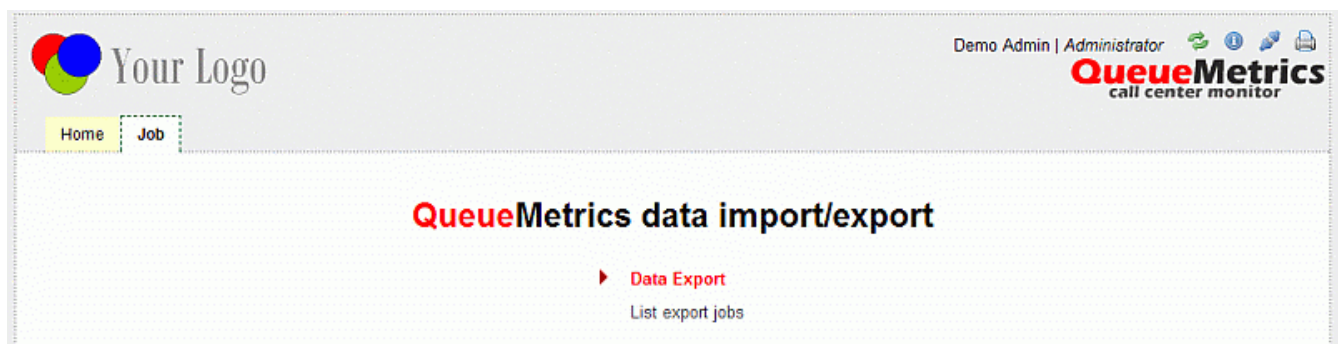 Your Logo
Demo Admin | Administrator
QueueMetrics
call center monitor
Home
Job
QueueMetrics data import/export
Data Export
List export jobs